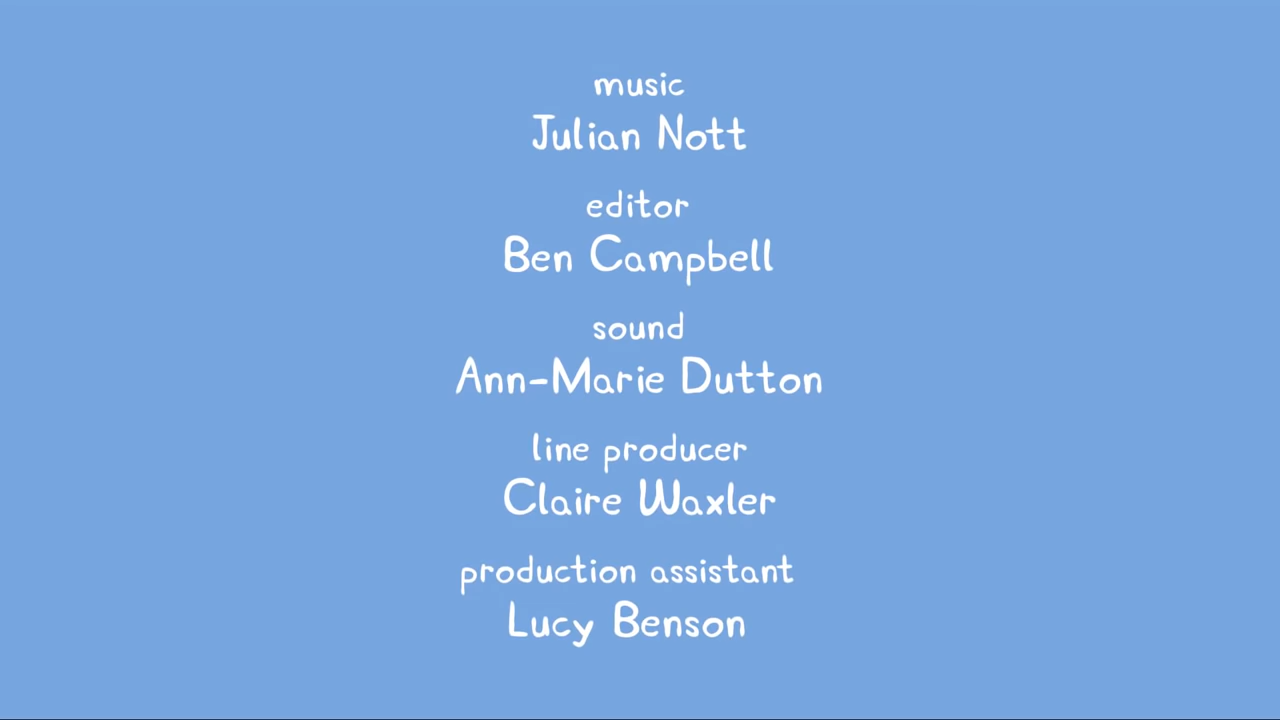 music
Julian Nott
editor
Ben Campbell
sound
Ann-Marie Dutton
line producer
Claire Waxler
production assistant
Lucy Benson